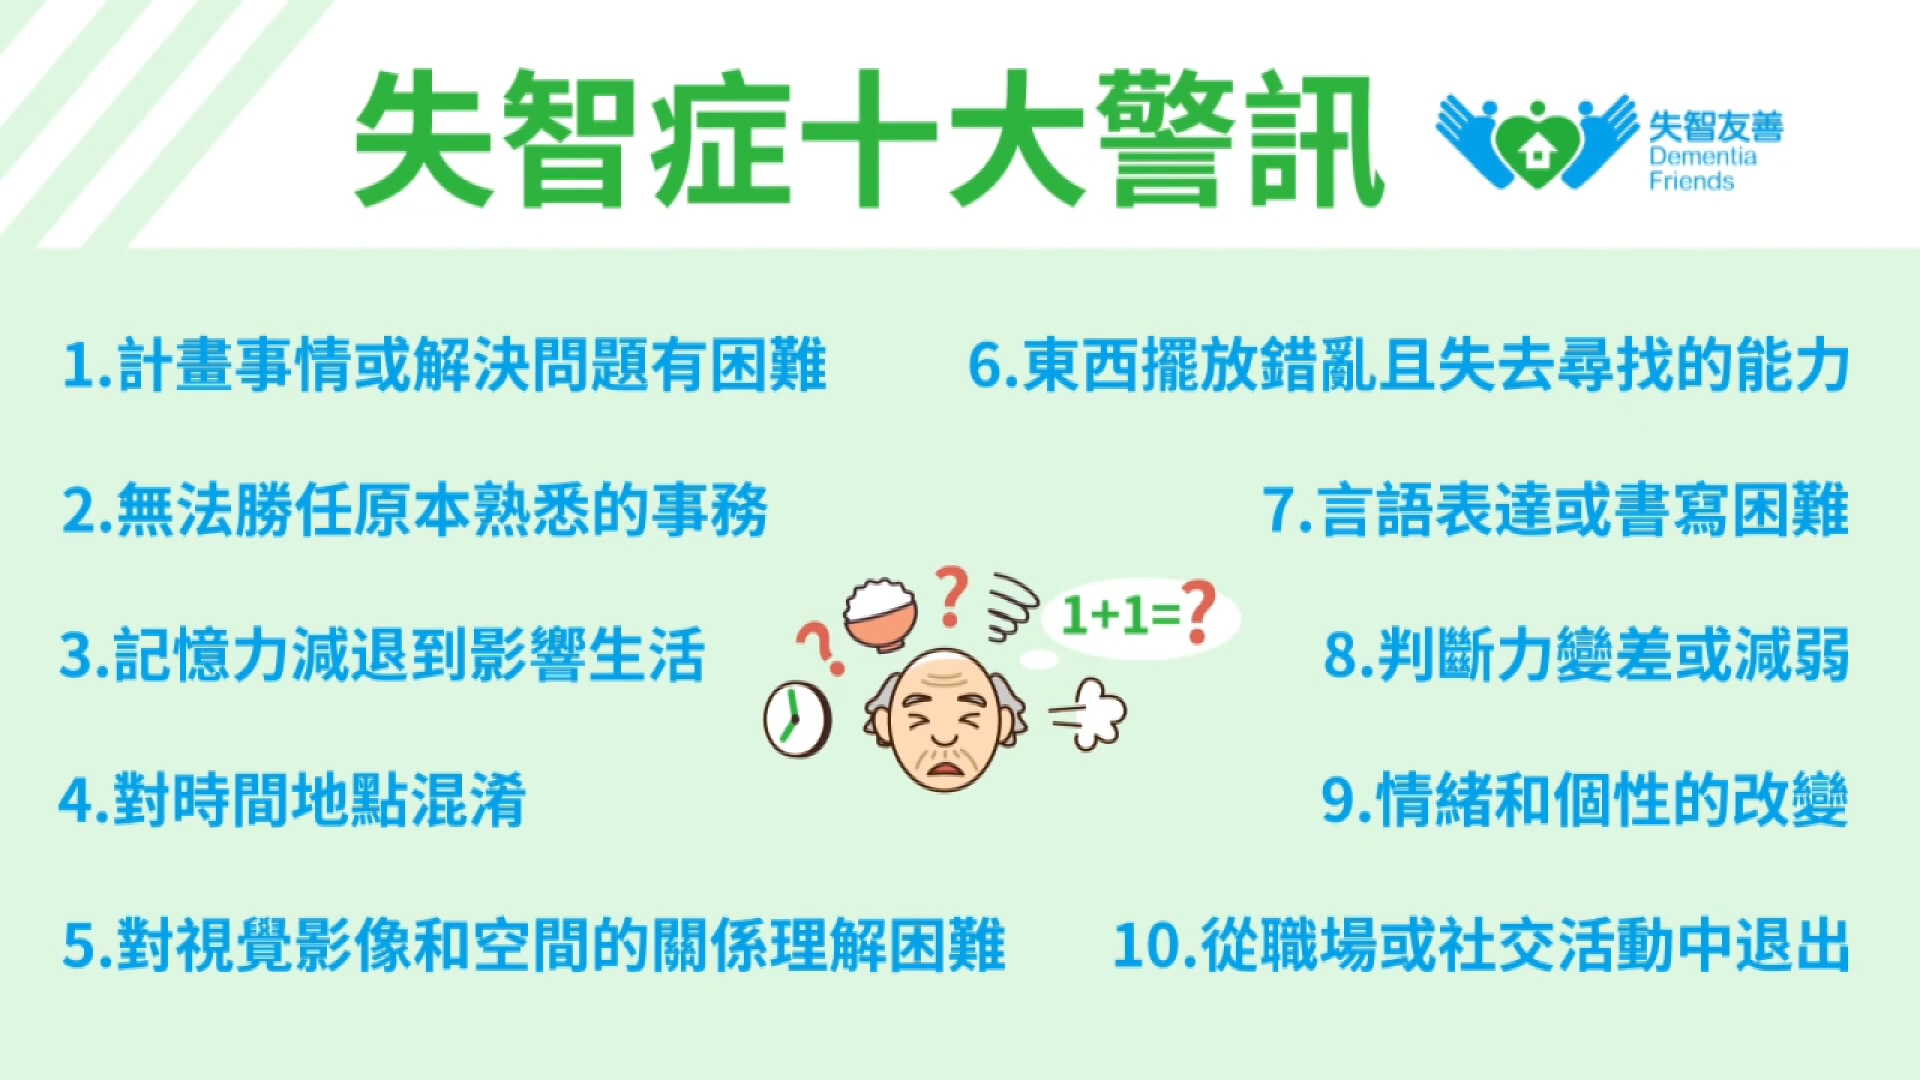 失智症十大警訊
失智友善
Dementia
Friends
1.計畫事情或解決問題有困難
2.無法勝任原本熟悉的事務
3.記憶力減退到影響生活
4.對時間地點混淆
5.對視覺影像和空間的關係理解困難
6.東西擺放錯亂且失去尋找的能力
7.言語表達或書寫困難
8.判斷力變差或減弱
9.情緒和個性的改變
10.從職場或社交活動中退出
?
?
1+1=?